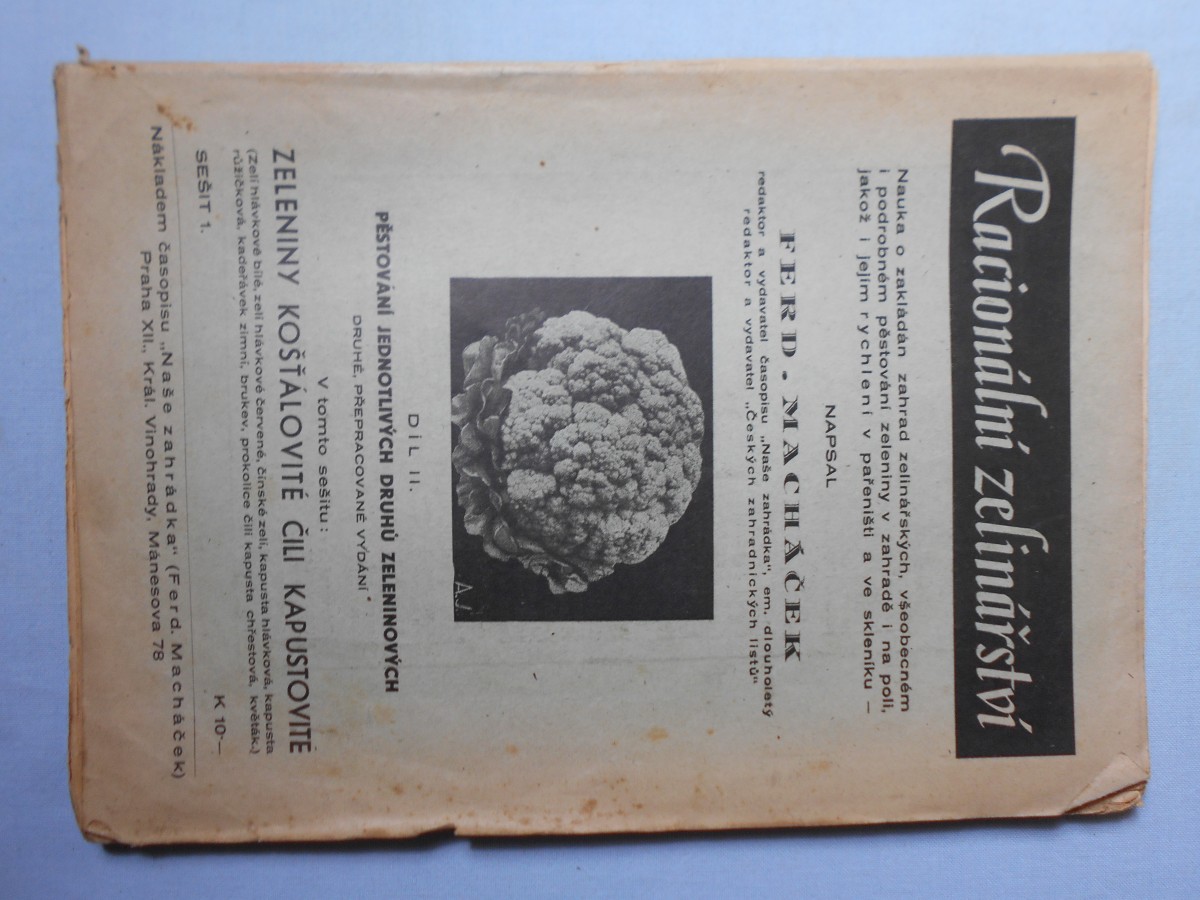 Racionální zelinářství
Nauka o zakládán zahrad zelinářských, všeobecném
i podrobném pěstování zeleniny v zahradě i na poli,
jakož i jejím rychlení v pařeništi a ve skleníku —
NAPSAL
FERD. MACHÁČEK
redaktor a vydavatel časopisu „Naše zahrádka", em. dlouholetý
redaktor a vydavatel „Českých zahradnických listů"
AJ
DÍL II.
PĚSTOVÁNÍ JEDNOTLIVÝCH DRUHŮ ZELENINOVÝCH
DRUHÉ, PŘEPRACOVANÉ VYDÁNÍ
V tomto sešitu:
ZELENINY KOŠŤÁLOVITÉ ČILI KAPUSTOVITÉ
(Zelí hlávkové bílé, zelí hlávkové červené, čínské zelí, kapusta hlávková, kapusta
růžičková, kadeřávek zimní, brukev, prokolice čili kapusta chřestová, květák.)
SEŠIT 1. K 10·—
Nákladem časopisu „Naše zahrádka" (Ferd. Macháček)
Praha XII., Král. Vinohrady, Mánesova 78